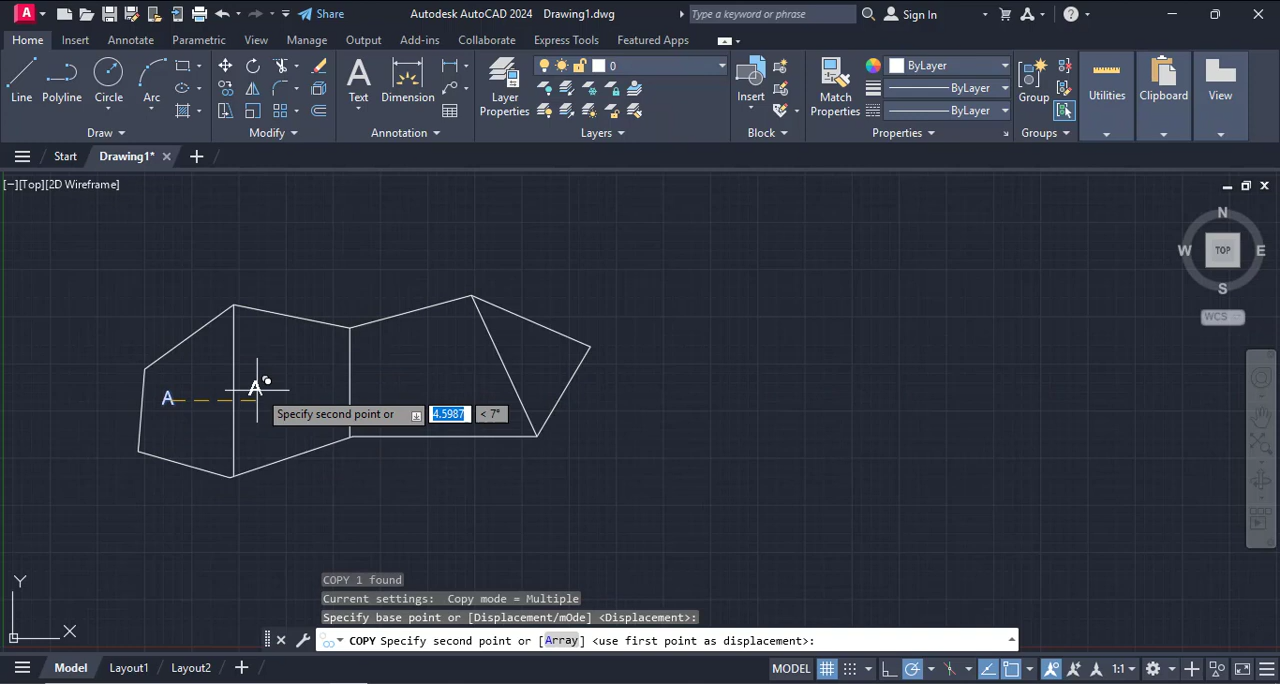 A Share Autodesk AutoCAD 2024 Drawing1.dwg Type a keyword or phrase Sign In ?
Home Insert Annotate Parametric View Manage Output Add-ins Collaborate Express Tools Featured Apps
Line Polyline Circle Arc
Draw
Modify
A
Text Dimension
Annotation
Layer
Properties
0
Layers
Insert
Block
Match
Properties
ByLayer
ByLayer
ByLayer
Properties
Group
Groups
Utilities
Clipboard
View
Start Drawing1*
[−][Top][2D Wireframe]
N
W TOP E
S
WCS
A
A
Specify second point or 4.5987 < 7°
COPY 1 found
Current settings: Copy mode = Multiple
Specify base point or [Displacement/mOde] <Displacement>:
COPY Specify second point or [Array] <use first point as displacement>:
Y
X
Model Layout1 Layout2 MODEL 1:1